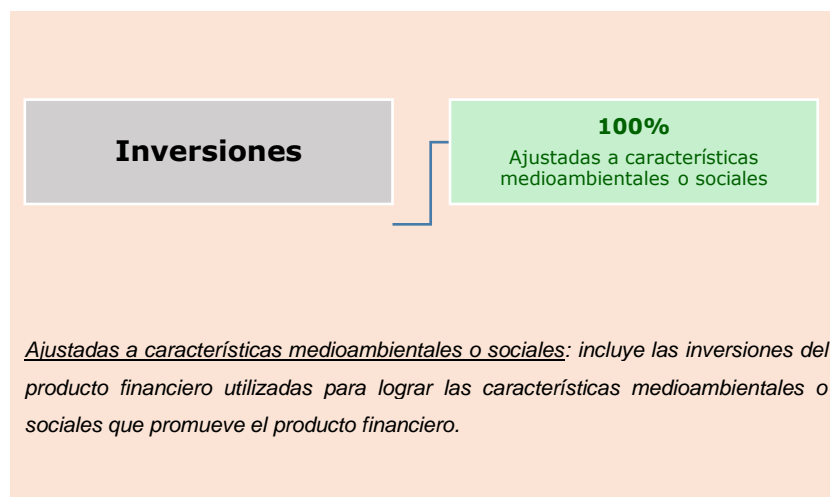 Inversiones
100%
Ajustadas a características
medioambientales o sociales
Ajustadas a características medioambientales o sociales: incluye las inversiones del
producto financiero utilizadas para lograr las características medioambientales o
sociales que promueve el producto financiero.